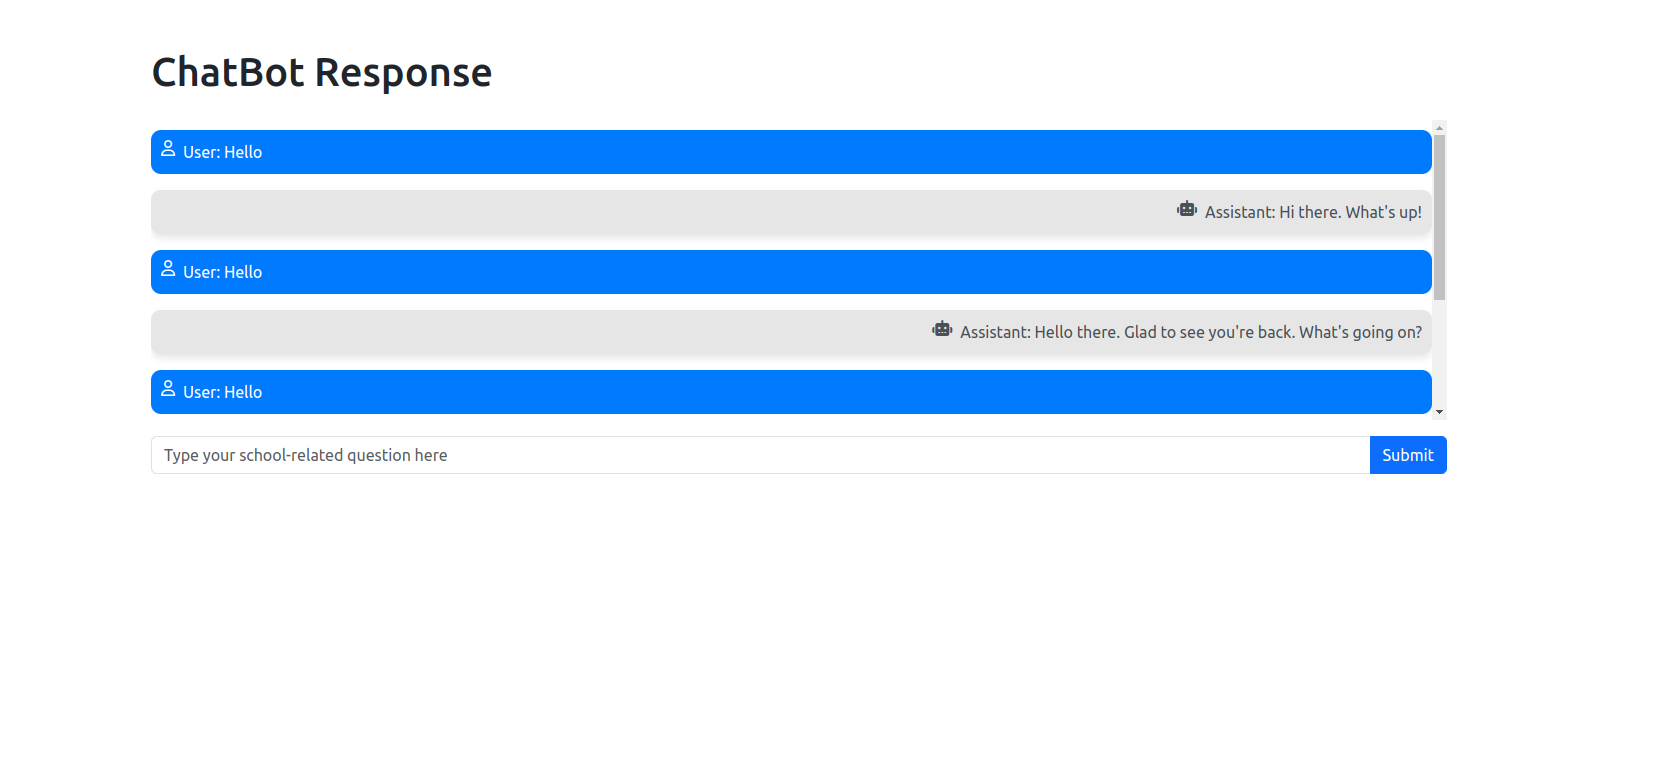 ChatBot Response
User: Hello
Assistant: Hi there. What's up!
User: Hello
Assistant: Hello there. Glad to see you're back. What's going on?
User: Hello
Type your school-related question here
Submit